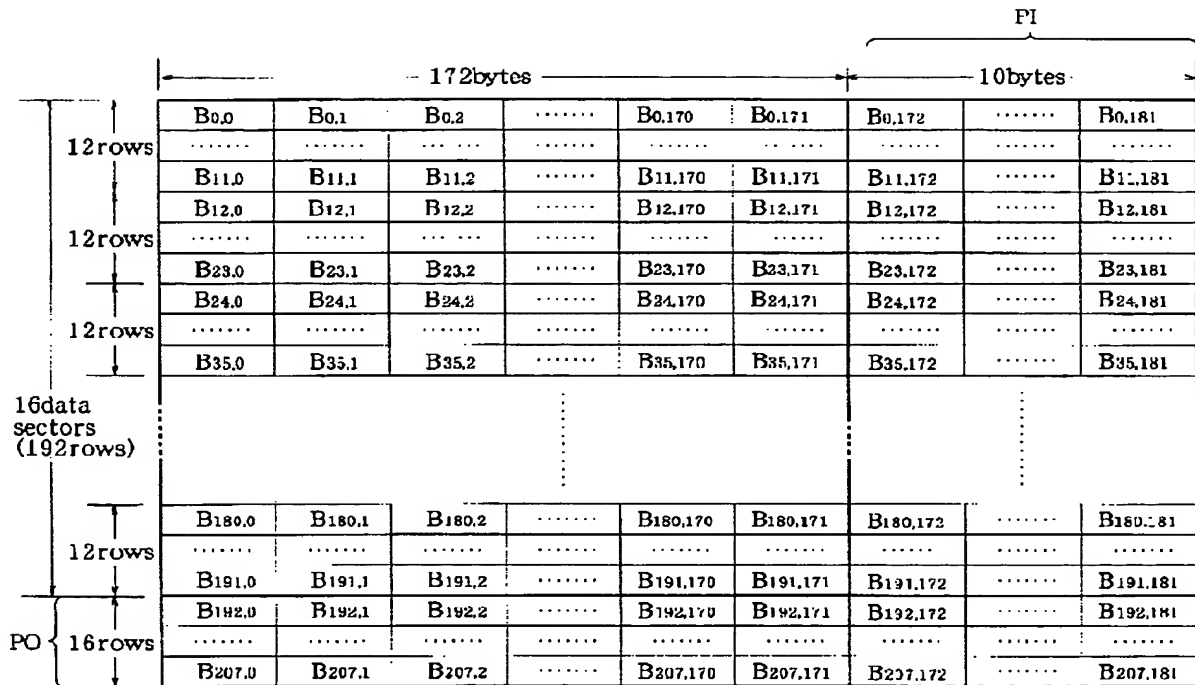 PI
172bytes 10bytes
B0,0 B0,1 B0,2 ······· B0,170 B0,171 B0,172 ······· B0,181
12rows
······· ······· ······· ······· ······· ······· ······· ······· ·······
B11,0 B11,1 B11,2 ······· B11,170 B11,171 B11,172 ······· B11,181
B12,0 B12,1 B12,2 ······· B12,170 B12,171 B12,172 ······· B12,181
12rows
······· ······· ······· ······· ······· ······· ······· ······· ·······
B23,0 B23,1 B23,2 ······· B23,170 B23,171 B23,172 ······· B23,181
B24,0 B24,1 B24,2 ······· B24,170 B24,171 B24,172 ······· B24,181
12rows
······· ······· ······· ······· ······· ······· ······· ······· ·······
B35,0 B35,1 B35,2 ······· B35,170 B35,171 B35,172 ······· B35,181
16data
sectors
(192rows)
B180,0 B180,1 B180,2 ······· B180,170 B180,171 B180,172 ······· B180,181
12rows
······· ······· ······· ······· ······· ······· ······· ······· ·······
B191,0 B191,1 B191,2 ······· B191,170 B191,171 B191,172 ······· B191,181
B192,0 B192,1 B192,2 ······· B192,170 B192,171 B192,172 ······· B192,181
PO 16rows
······· ······· ······· ······· ······· ······· ······· ······· ·······
B207,0 B207,1 B207,2 ······· B207,170 B207,171 B207,172 ······· B207,181